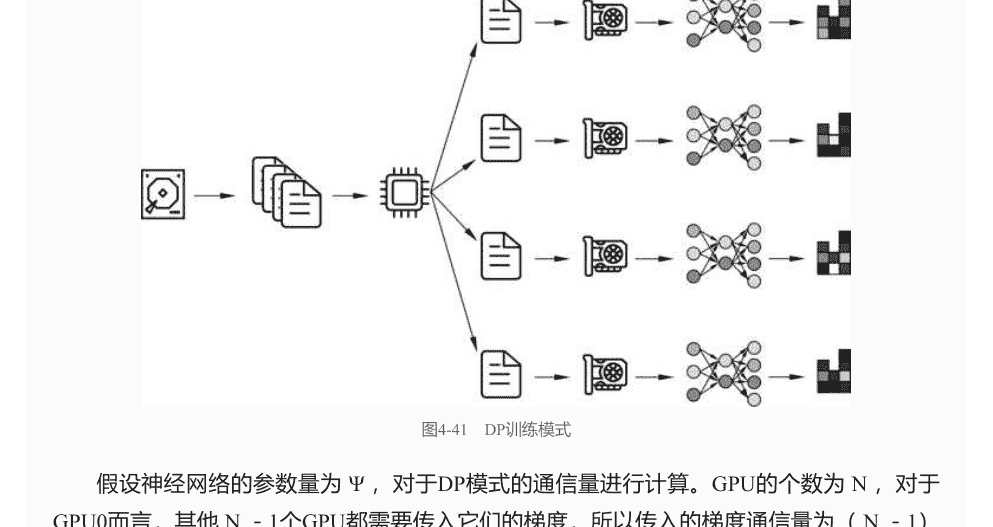 图4-41 DP训练模式
假设神经网络的参数量为 Ψ ，对于DP模式的通信量进行计算。GPU的个数为 N ，对于
GPU0而言，其他 N - 1个GPU都需要传入它们的梯度，所以传入的梯度通信量为（ N - 1）